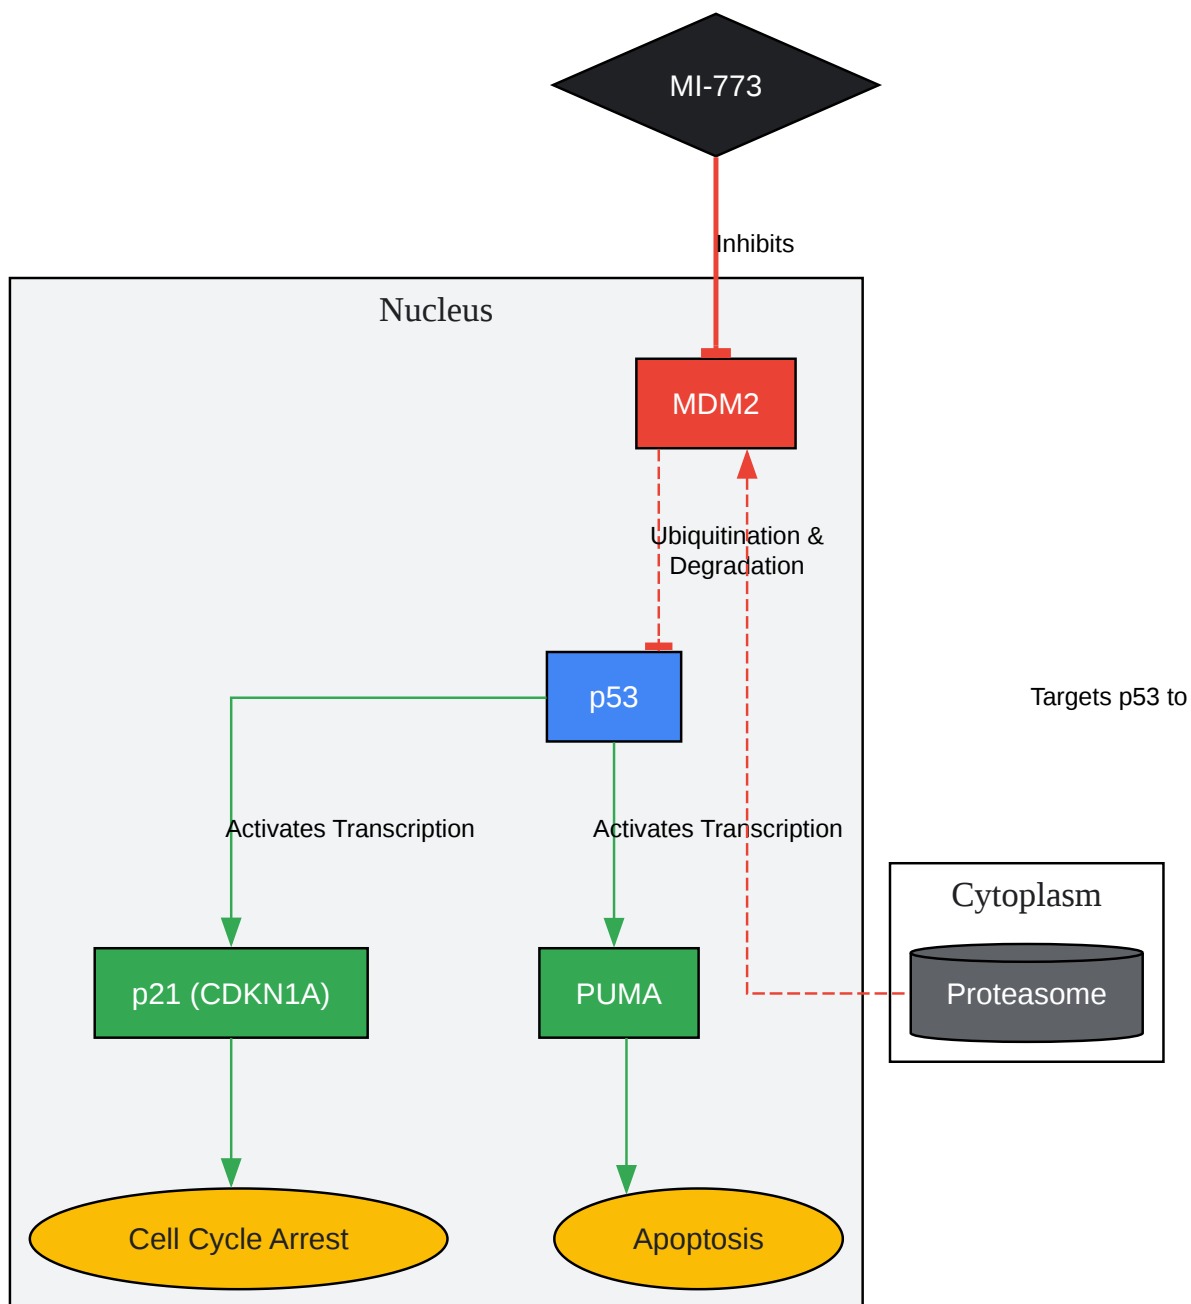 MI-773
Inhibits
Nucleus
MDM2
Ubiquitination &
Degradation
p53
Targets p53 to
Activates Transcription
Activates Transcription
Cytoplasm
p21 (CDKN1A)
PUMA
Proteasome
Cell Cycle Arrest
Apoptosis